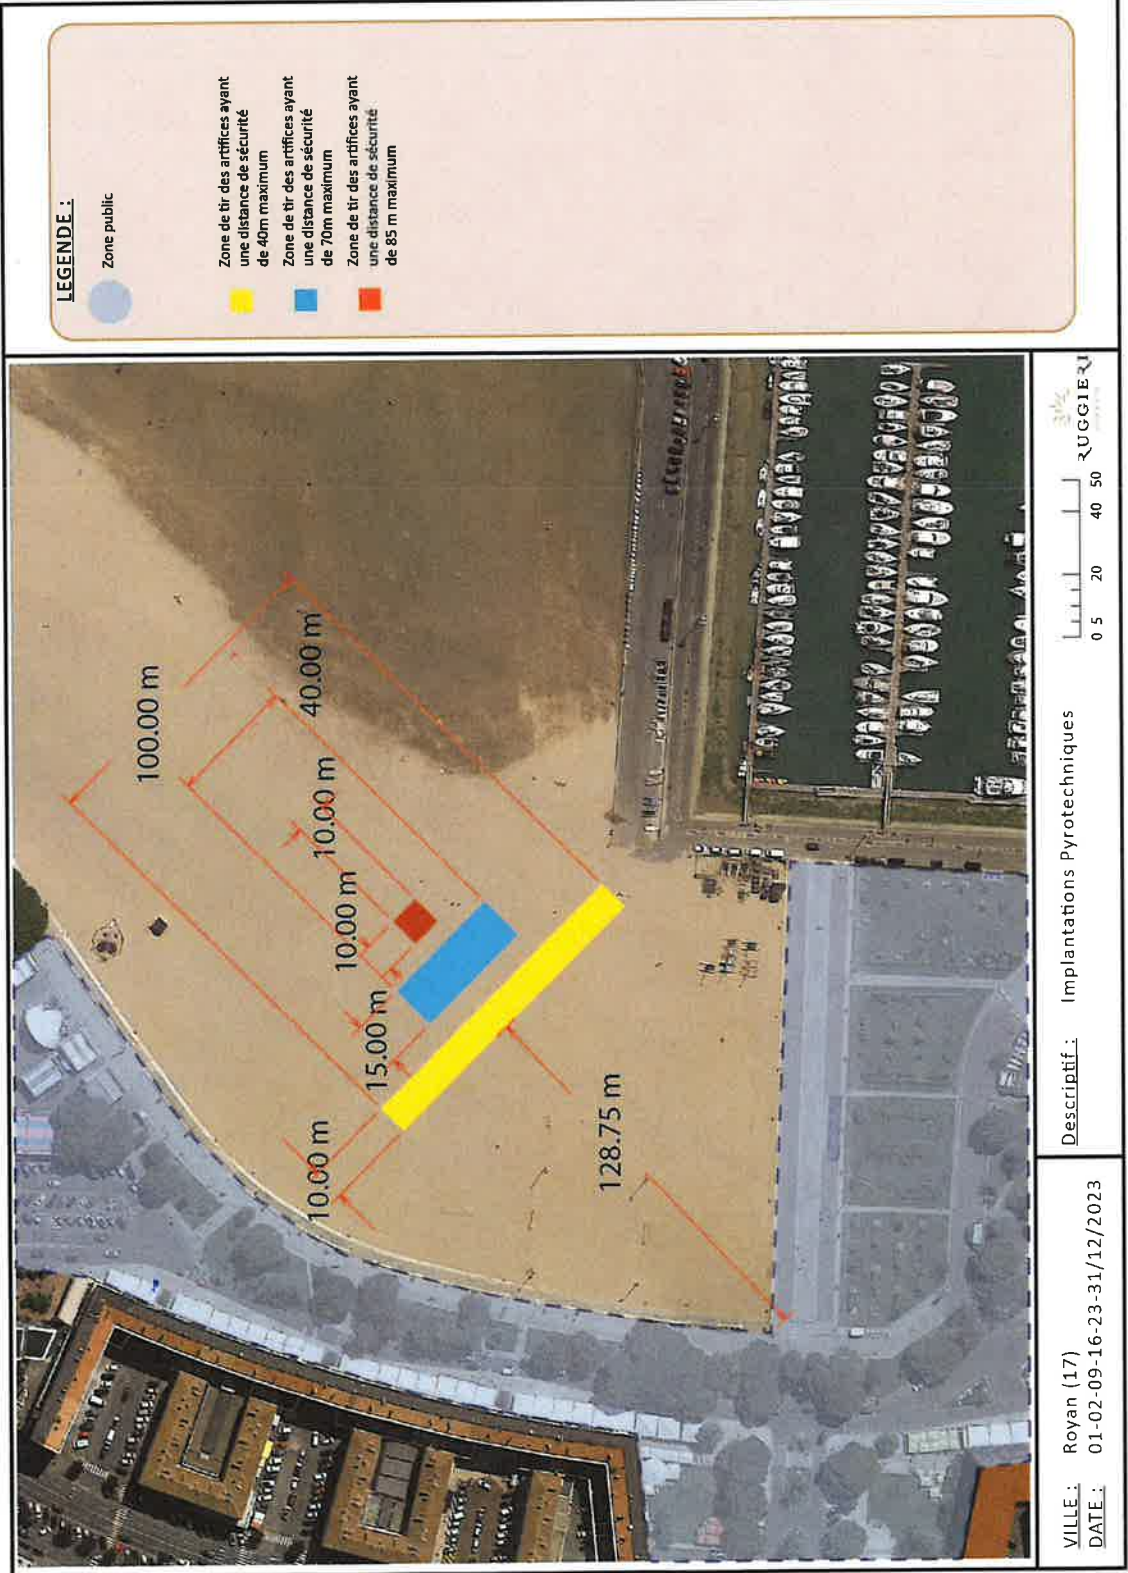 LEGENDE :
Zone public
Zone de tir des artifices ayant
une distance de sécurité
de 40m maximum
Zone de tir des artifices ayant
une distance de sécurité
de 70m maximum
Zone de tir des artifices ayant
une distance de sécurité
de 85 m maximum
100.00 m
40.00 m
10.00 m
10.00 m
15.00 m
10.00 m
128.75 m
VILLE : Royan (17)
DATE : 01-02-09-16-23-31/12/2023
Descriptif : Implantations Pyrotechniques
0 5 20 40 50
RUGGIERI